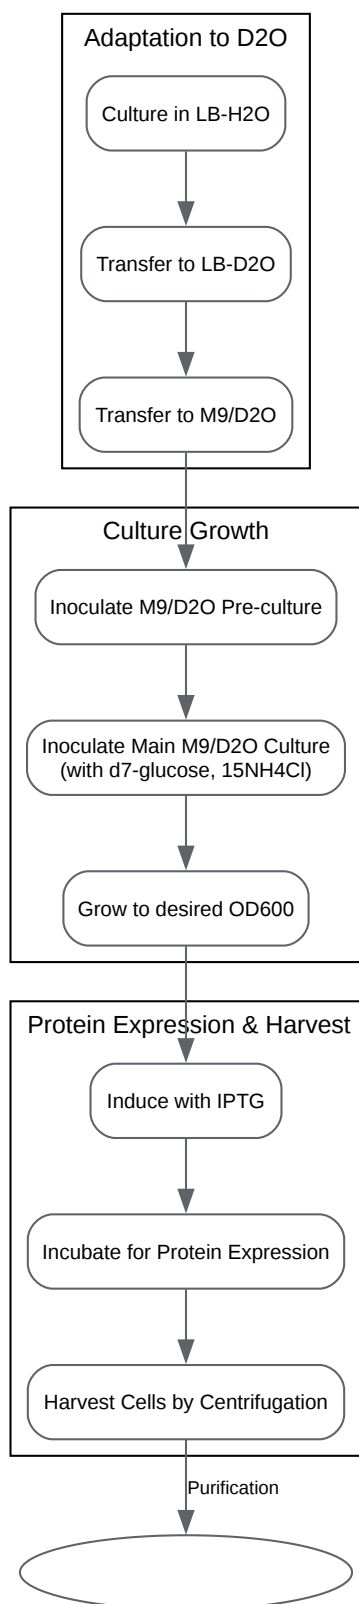 Adaptation to D2O
Culture in LB-H2O
Transfer to LB-D2O
Transfer to M9/D2O
Culture Growth
Inoculate M9/D2O Pre-culture
Inoculate Main M9/D2O Culture
(with d7-glucose, 15NH4Cl)
Grow to desired OD600
Protein Expression & Harvest
Induce with IPTG
Incubate for Protein Expression
Harvest Cells by Centrifugation
Purification